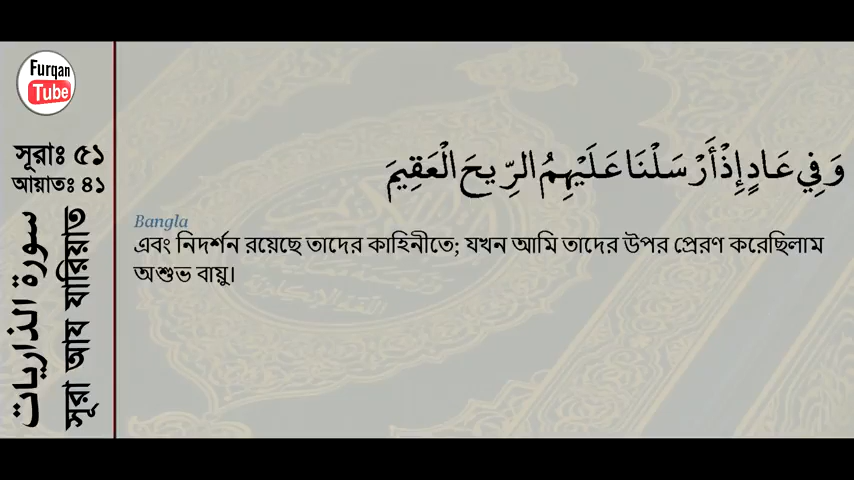 Furqan
Tube
সূরাঃ ৫১
আয়াতঃ ৪১
سورة الذاريات
সূরা আয যারিয়াত
وَفِي عَادٍ إِذْ أَرْسَلْنَا عَلَيْهِمُ الرِّيحَ الْعَقِيمَ
Bangla
এবং নিদর্শন রয়েছে তাদের কাহিনীতে; যখন আমি তাদের উপর প্রেরণ করেছিলাম
অশুভ বায়ু।